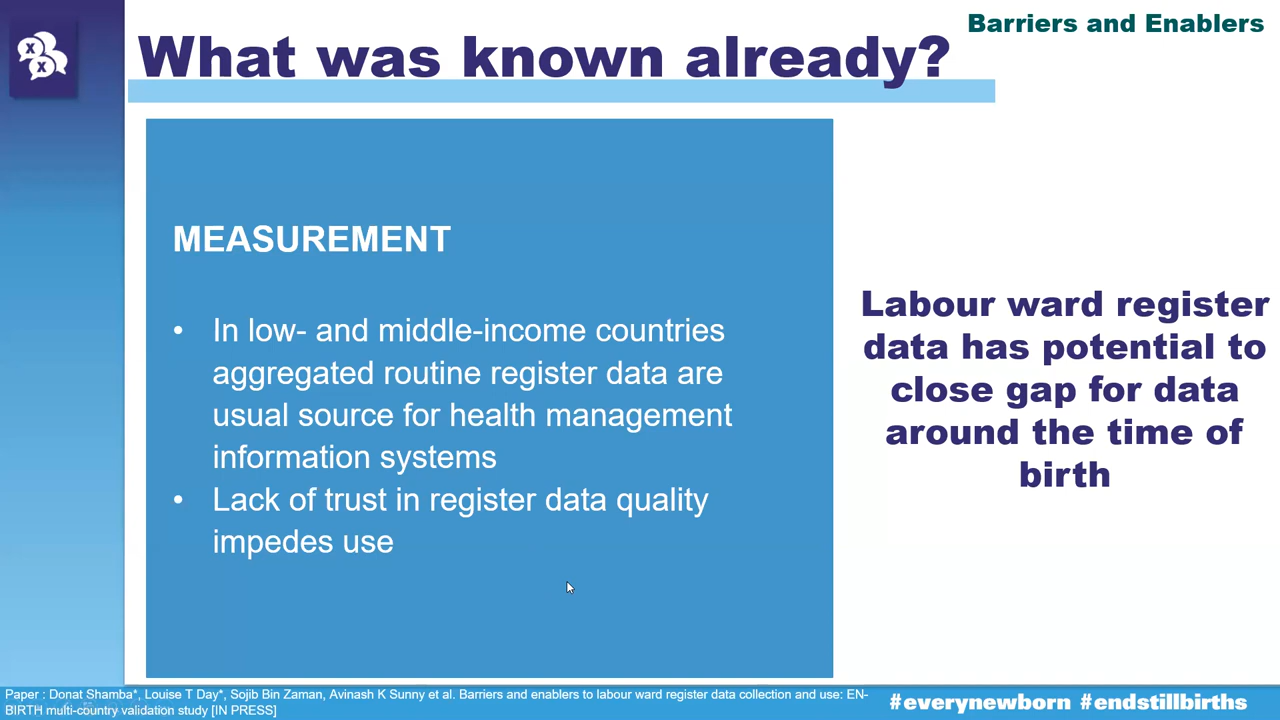 Barriers and Enablers
What was known already?
X
X
MEASUREMENT
• In low- and middle-income countries
aggregated routine register data are
usual source for health management
information systems
• Lack of trust in register data quality
impedes use
Labour ward register
data has potential to
close gap for data
around the time of
birth
Paper : Donat Shamba*, Louise T Day*, Sojib Bin Zaman, Avinash K Sunny et al. Barriers and enablers to labour ward register data collection and use: EN-
BIRTH multi-country validation study [IN PRESS]
#everynewborn #endstillbirths